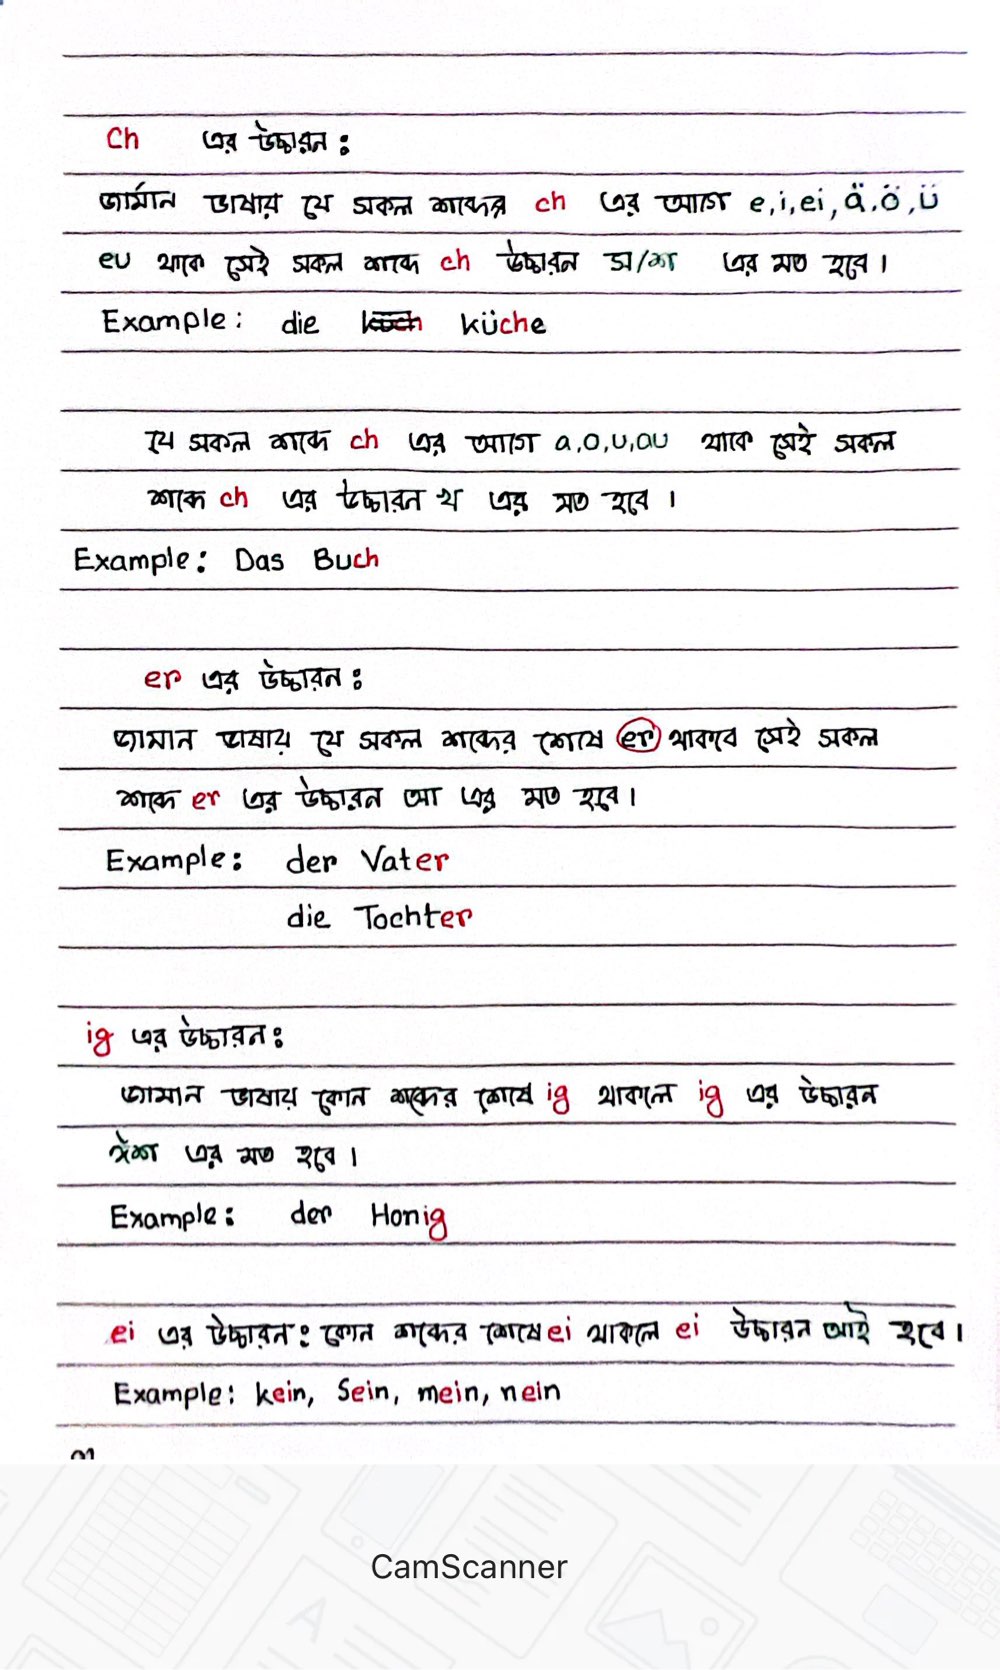 Ch এর উচ্চারন :
জার্মান ভাষায় যে সকল শব্দের ch এর আগে e,i,ei,ä,ö,ü
eu থাকে সেই সকল শব্দে ch উচ্চারন স/শ এর মত হবে।
Example: die küche
যে সকল শব্দে ch এর আগে a,o,u,au থাকে সেই সকল
শব্দে ch এর উচ্চারন খ এর মত হবে ।
Example: Das Buch
er এর উচ্চারন :
জার্মান ভাষায় যে সকল শব্দের শেষে er থাকবে সেই সকল
শব্দে er এর উচ্চারন আ এর মত হবে।
Example: der Vater
die Tochter
ig এর উচ্চারন :
জার্মান ভাষায় কোন শব্দের শেষে ig থাকলে ig এর উচ্চারন
ইশ এর মত হবে ।
Example: der Honig
ei এর উচ্চারন : কোন শব্দের শেষে ei থাকলে ei উচ্চারন আই হবে।
Example: kein, Sein, mein, nein
CamScanner